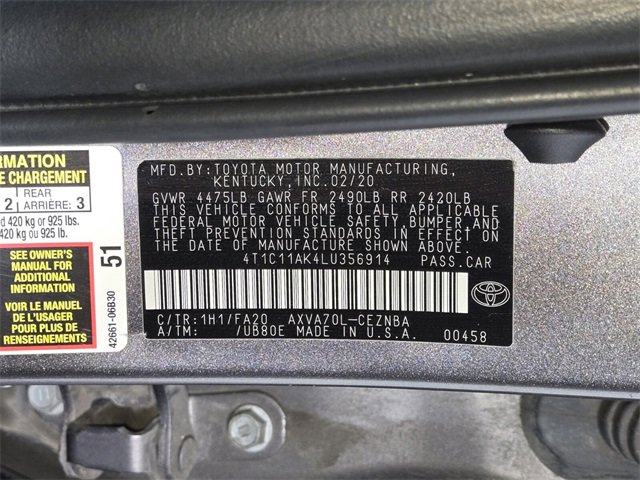 RMATION
E CHARGEMENT
REAR
2 ARRIÈRE: 3
d 420 kg or 925 lbs.
d 420 kg ou 925 lb.
SEE OWNER'S
MANUAL FOR
ADDITIONAL
INFORMATION
VOIR LE MANUEL
DE L'USAGER
POUR PLUS DE
RENSEIGNEMENTS
51
42661-06B30
MFD.BY:TOYOTA MOTOR MANUFACTURING,
KENTUCKY,INC.02/20
GVWR 4475LB GAWR FR 2490LB RR 2420LB
THIS VEHICLE CONFORMS TO ALL APPLICABLE
FEDERAL MOTOR VEHICLE SAFETY,BUMPER,AND
THEFT PREVENTION STANDARDS IN EFFECT ON
THE DATE OF MANUFACTURE SHOWN ABOVE.
4T1C11AK4LU356914 PASS.CAR
C/TR:1H1/FA20 AXVA70L-CEZNBA
A/TM: /UB80E MADE IN U.S.A. 00458